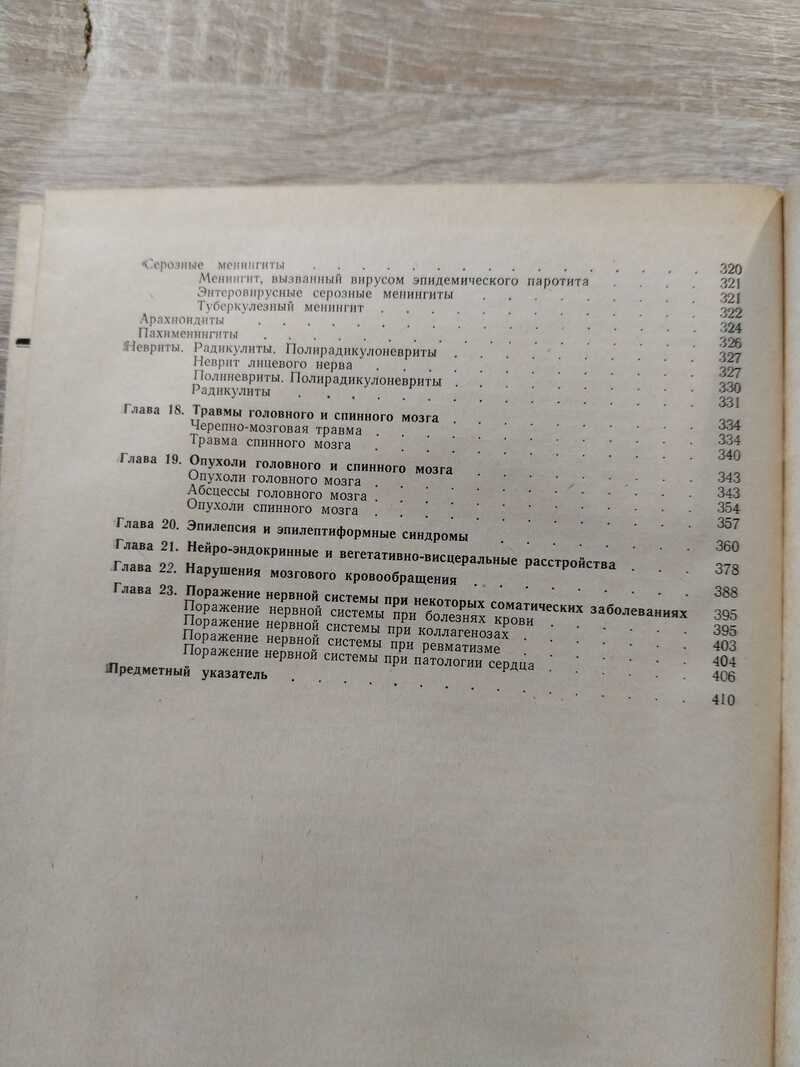 Серозные менингиты . . . . . . . . . . . . . . . 320
Менингит, вызванный вирусом эпидемического паротита . . . . 321
Энтеровирусные серозные менингиты . . . . . . . . 321
Туберкулезный менингит . . . . . . . . . . . . 322
Арахноидиты . . . . . . . . . . . . . . . . 324
Пахименингиты . . . . . . . . . . . . . . . . 326
Невриты. Радикулиты. Полирадикулоневриты . . . . . . . . . 327
Неврит лицевого нерва . . . . . . . . . . . . 327
Полиневриты. Полирадикулоневриты . . . . . . . . . 330
Радикулиты . . . . . . . . . . . . . . . 331
Глава 18. Травмы головного и спинного мозга . . . . . . . . . 334
Черепно-мозговая травма . . . . . . . . . . . . 334
Травма спинного мозга . . . . . . . . . . . . 340
Глава 19. Опухоли головного и спинного мозга . . . . . . . . 343
Опухоли головного мозга . . . . . . . . . . . . 343
Абсцессы головного мозга . . . . . . . . . . . . 354
Опухоли спинного мозга . . . . . . . . . . . . 357
Глава 20. Эпилепсия и эпилептиформные синдромы . . . . . . . 360
Глава 21. Нейро-эндокринные и вегетативно-висцеральные расстройства . . . 378
Глава 22. Нарушения мозгового кровообращения . . . . . . . . 388
Глава 23. Поражение нервной системы при некоторых соматических заболеваниях 395
Поражение нервной системы при болезнях крови . . . . . . 395
Поражение нервной системы при коллагенозах . . . . . . . 403
Поражение нервной системы при ревматизме . . . . . . . 404
Поражение нервной системы при патологии сердца . . . . . . 406
Предметный указатель . . . . . . . . . . . . . . . . 410